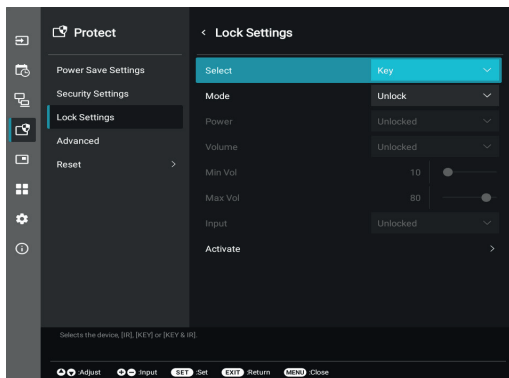 Protect
Power Save Settings
Security Settings
Lock Settings
Advanced
Reset >
< Lock Settings
Select Key
Mode Unlock
Power Unlocked
Volume Unlocked
Min Vol 10
Max Vol 80
Input Unlocked
Activate >
Selects the device, [IR], [KEY] or [KEY & IR].
:Adjust :Input SET :Set EXIT :Return MENU :Close